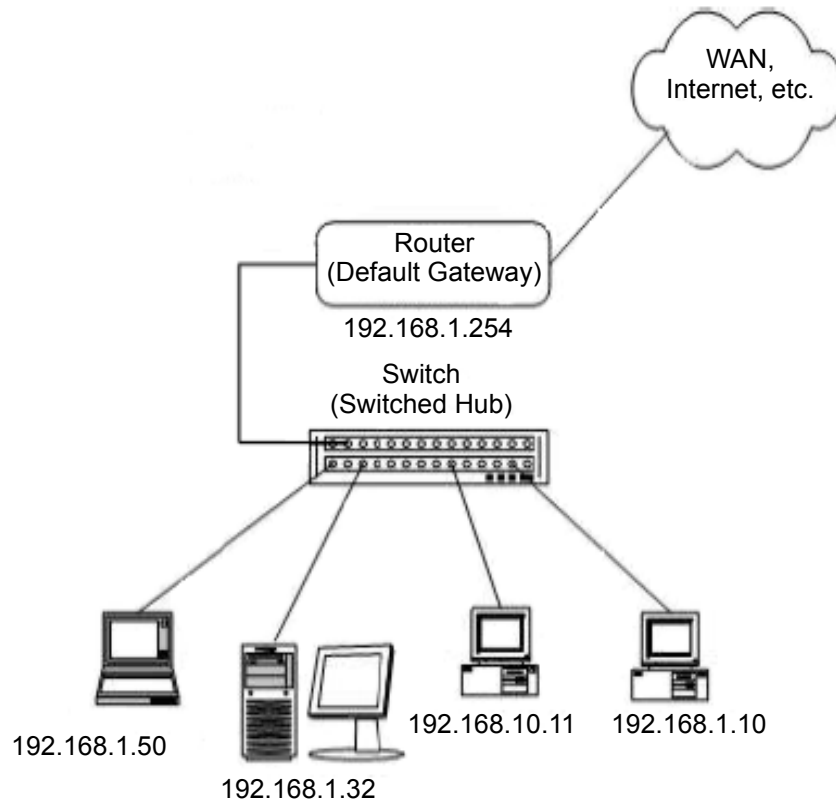 WAN,
Internet, etc.
Router
(Default Gateway)
192.168.1.254
Switch
(Switched Hub)
192.168.1.50
192.168.1.32
192.168.10.11
192.168.1.10